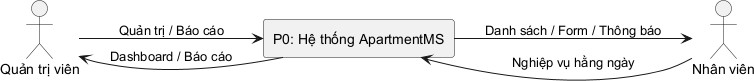 Quản trị / Báo cáo
Danh sách / Form / Thông báo
P0: Hệ thống ApartmentMS
Dashboard / Báo cáo
Nghiệp vụ hằng ngày
Quản trị viên
Nhân viên